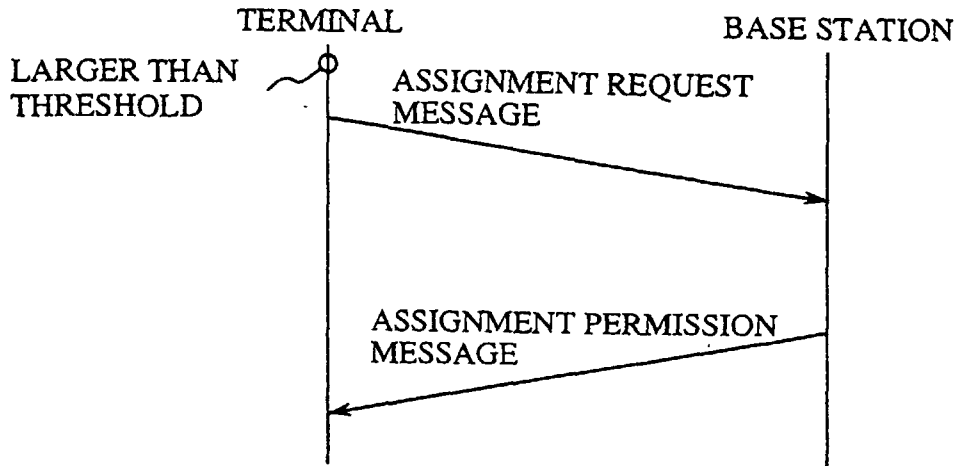 TERMINAL
BASE STATION
LARGER THAN
THRESHOLD
ASSIGNMENT REQUEST
MESSAGE
ASSIGNMENT PERMISSION
MESSAGE